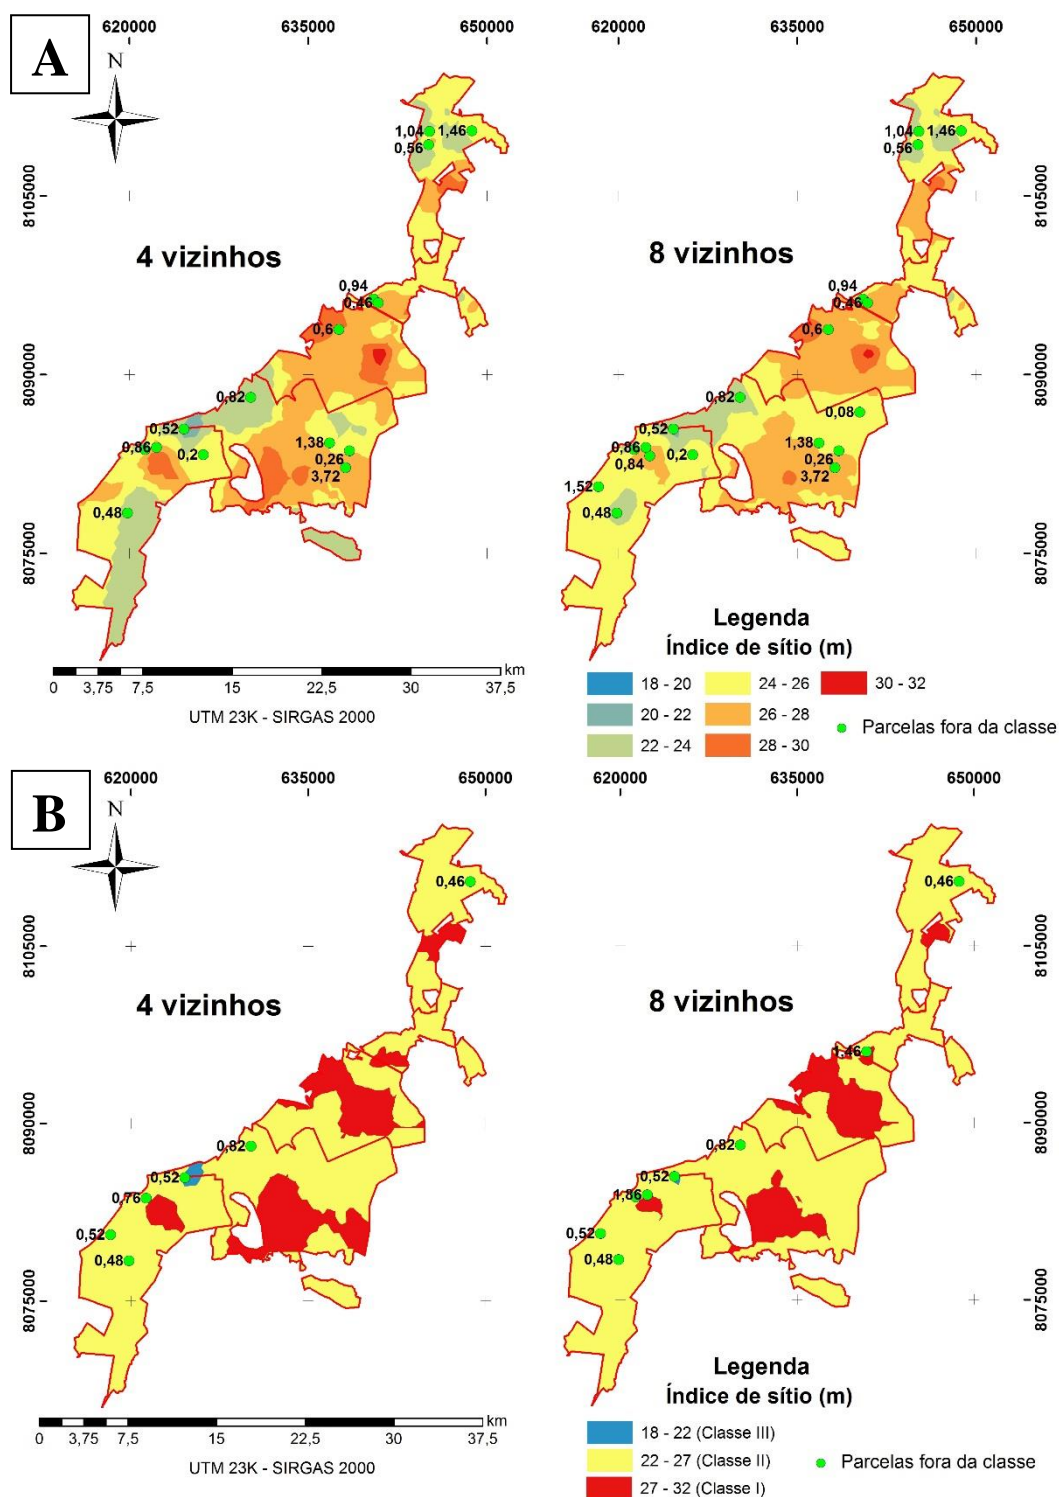 A
620000 635000 650000
620000 635000 650000
N
8105000
8090000
8075000
4 vizinhos
1,04 1,46
0,56
0,94
0,46
0,6
0,82
0,52
0,86
0,2
1,38
0,26
3,72
0,48
8 vizinhos
1,04 1,46
0,56
0,94
0,46
0,6
0,82
0,08
0,52
0,86
0,84
0,2
1,38
0,26
3,72
1,52
0,48
8105000
8090000
8075000
km
0 3,75 7,5 15 22,5 30 37,5
UTM 23K - SIRGAS 2000
Legenda
Índice de sítio (m)
18 - 20 24 - 26 30 - 32
20 - 22 26 - 28 Parcelas fora da classe
22 - 24 28 - 30
B
620000 635000 650000
620000 635000 650000
N
8105000
8090000
8075000
4 vizinhos
0,46
0,82
0,52
0,76
0,52
0,48
8 vizinhos
0,46
1,46
0,82
0,52
1,86
0,52
0,48
8105000
8090000
8075000
km
0 3,75 7,5 15 22,5 30 37,5
UTM 23K - SIRGAS 2000
Legenda
Índice de sítio (m)
18 - 22 (Classe III)
22 - 27 (Classe II) Parcelas fora da classe
27 - 32 (Classe I)